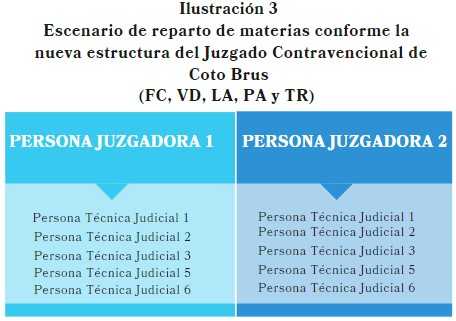 Ilustración 3
Escenario de reparto de materias conforme la
nueva estructura del Juzgado Contravencional de
Coto Brus
(FC, VD, LA, PA y TR)
PERSONA JUZGADORA 1
Persona Técnica Judicial 1
Persona Técnica Judicial 2
Persona Técnica Judicial 3
Persona Técnica Judicial 5
Persona Técnica Judicial 6
PERSONA JUZGADORA 2
Persona Técnica Judicial 1
Persona Técnica Judicial 2
Persona Técnica Judicial 3
Persona Técnica Judicial 5
Persona Técnica Judicial 6